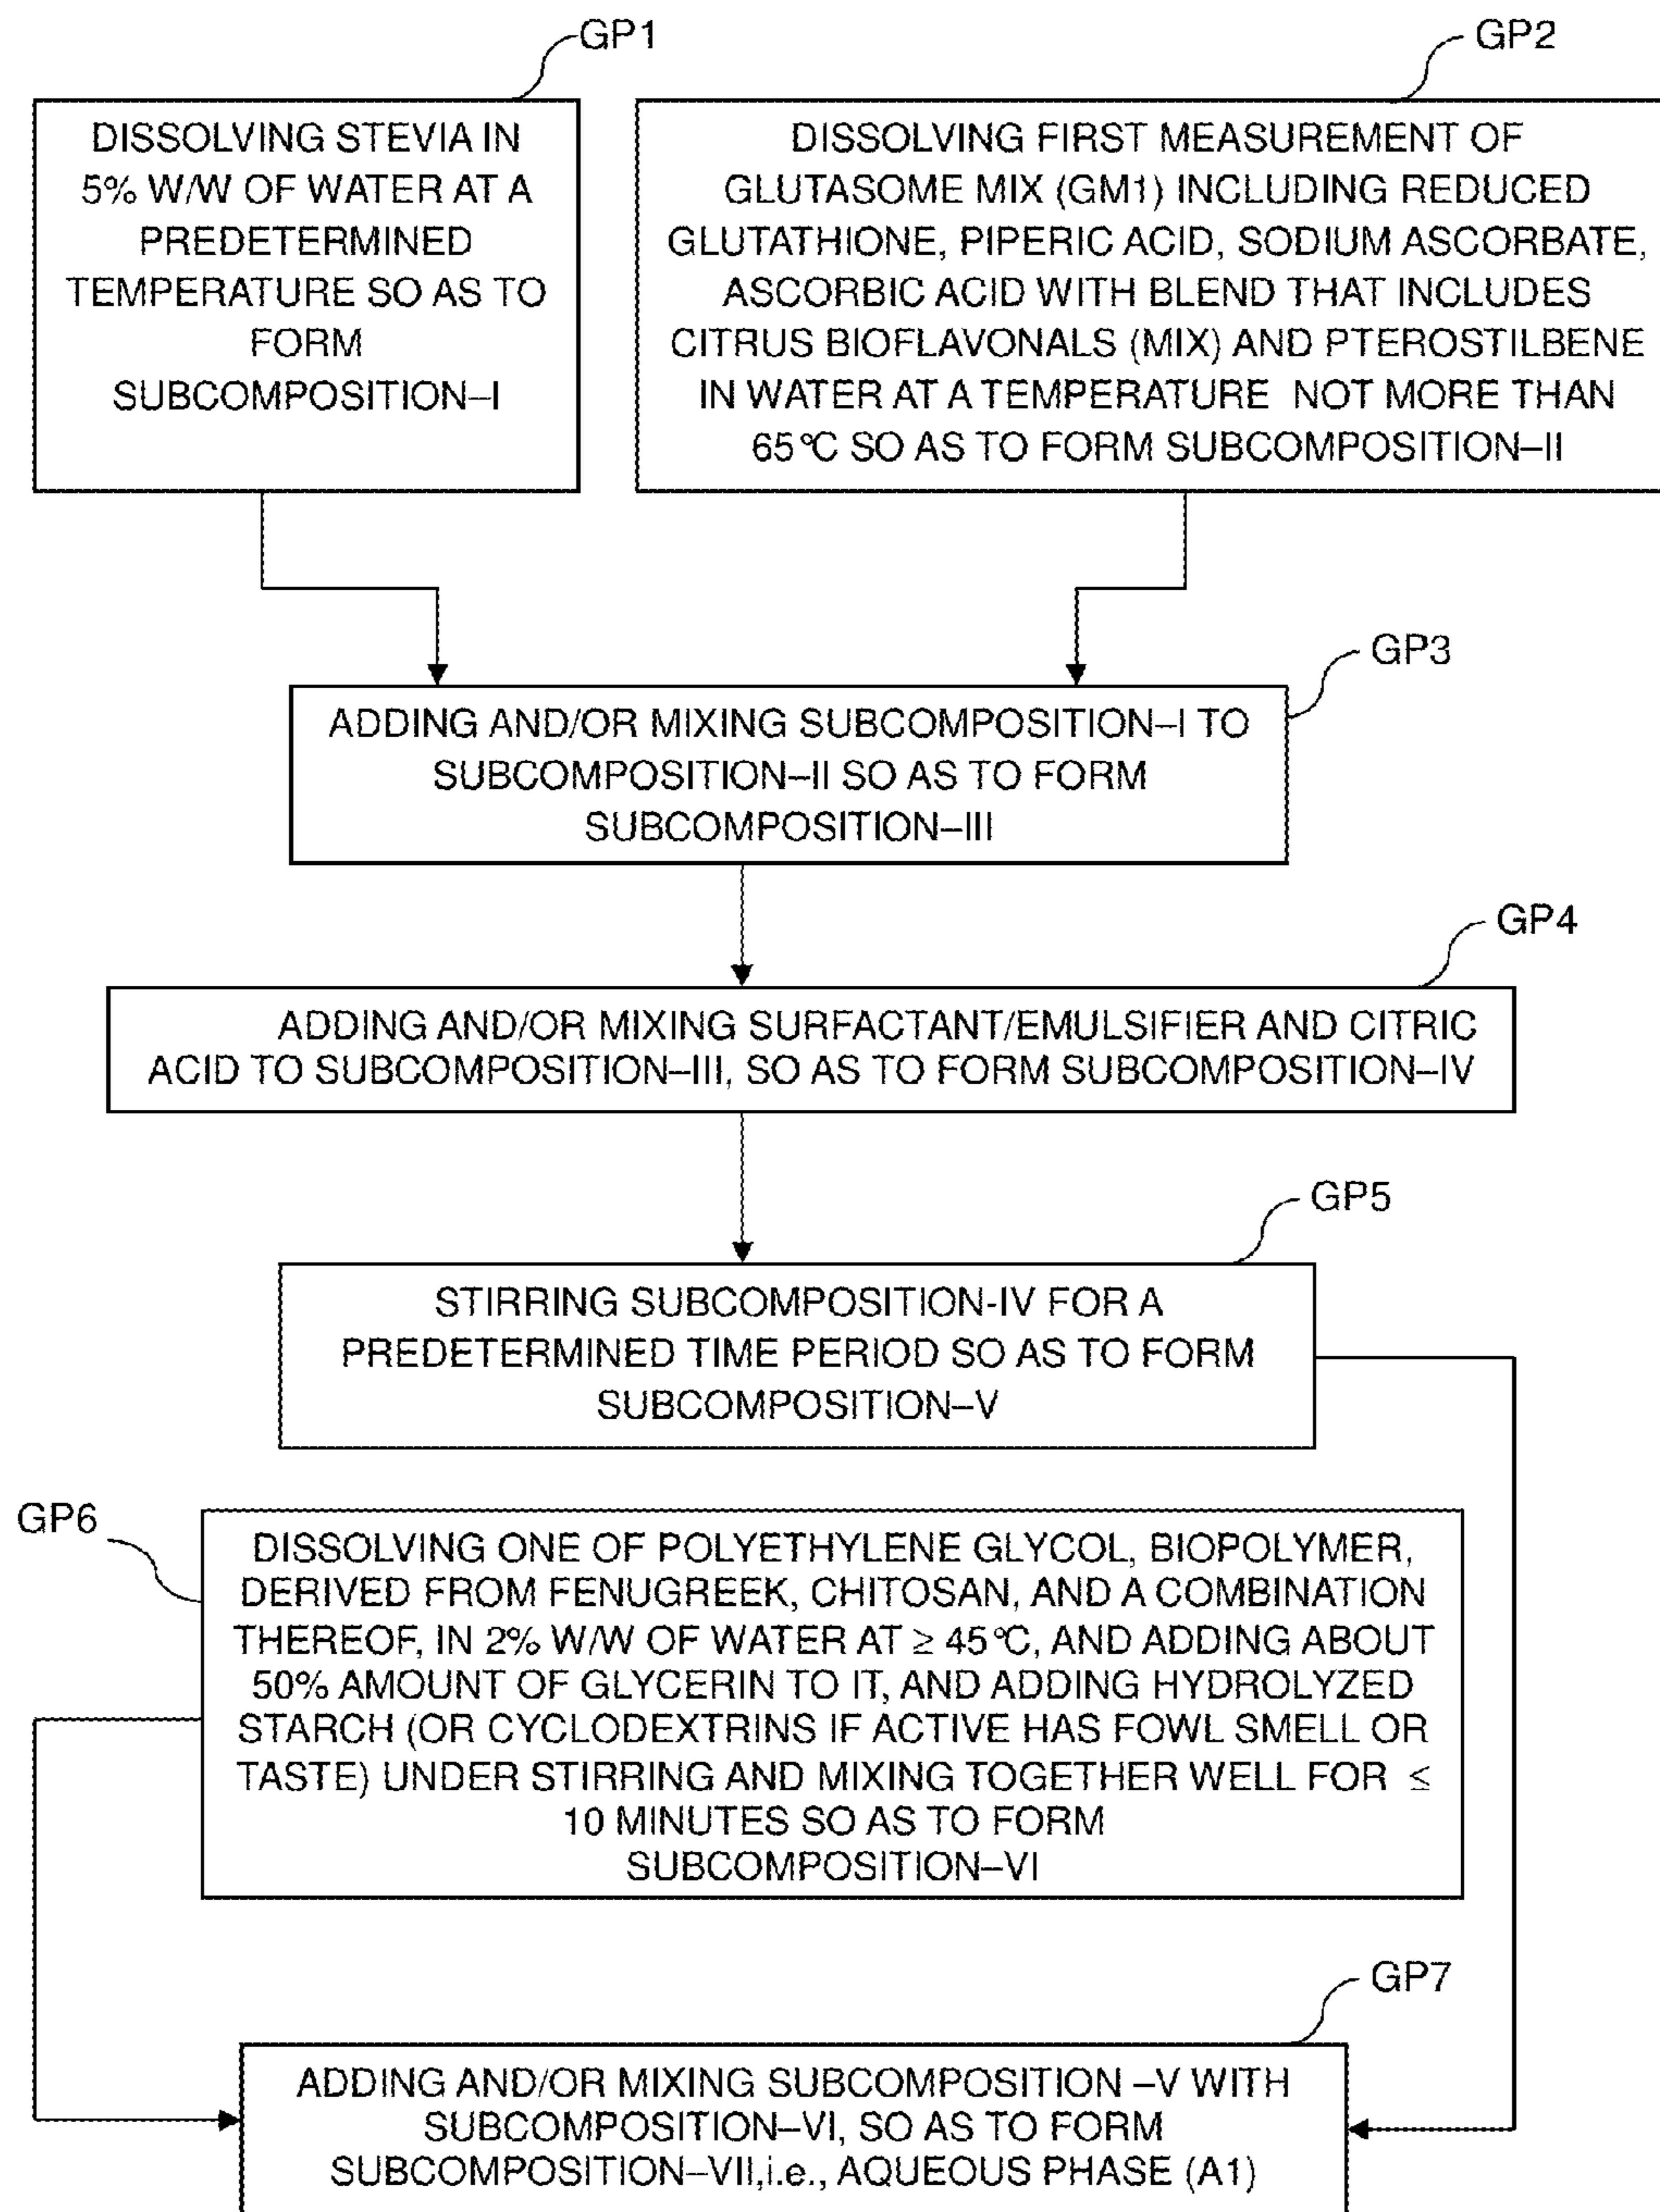 GP1
GP2
DISSOLVING STEVIA IN
5% W/W OF WATER AT A
PREDETERMINED
TEMPERATURE SO AS TO
FORM
SUBCOMPOSITION–I
DISSOLVING FIRST MEASUREMENT OF
GLUTASOME MIX (GM1) INCLUDING REDUCED
GLUTATHIONE, PIPERIC ACID, SODIUM ASCORBATE,
ASCORBIC ACID WITH BLEND THAT INCLUDES
CITRUS BIOFLAVONALS (MIX) AND PTEROSTILBENE
IN WATER AT A TEMPERATURE NOT MORE THAN
65°C SO AS TO FORM SUBCOMPOSITION–II
GP3
ADDING AND/OR MIXING SUBCOMPOSITION–I TO
SUBCOMPOSITION–II SO AS TO FORM
SUBCOMPOSITION–III
GP4
ADDING AND/OR MIXING SURFACTANT/EMULSIFIER AND CITRIC
ACID TO SUBCOMPOSITION–III, SO AS TO FORM SUBCOMPOSITION–IV
GP5
STIRRING SUBCOMPOSITION-IV FOR A
PREDETERMINED TIME PERIOD SO AS TO FORM
SUBCOMPOSITION–V
GP6
DISSOLVING ONE OF POLYETHYLENE GLYCOL, BIOPOLYMER,
DERIVED FROM FENUGREEK, CHITOSAN, AND A COMBINATION
THEREOF, IN 2% W/W OF WATER AT ≥ 45°C, AND ADDING ABOUT
50% AMOUNT OF GLYCERIN TO IT, AND ADDING HYDROLYZED
STARCH (OR CYCLODEXTRINS IF ACTIVE HAS FOWL SMELL OR
TASTE) UNDER STIRRING AND MIXING TOGETHER WELL FOR ≤
10 MINUTES SO AS TO FORM
SUBCOMPOSITION–VI
GP7
ADDING AND/OR MIXING SUBCOMPOSITION –V WITH
SUBCOMPOSITION–VI, SO AS TO FORM
SUBCOMPOSITION–VII,i.e., AQUEOUS PHASE (A1)